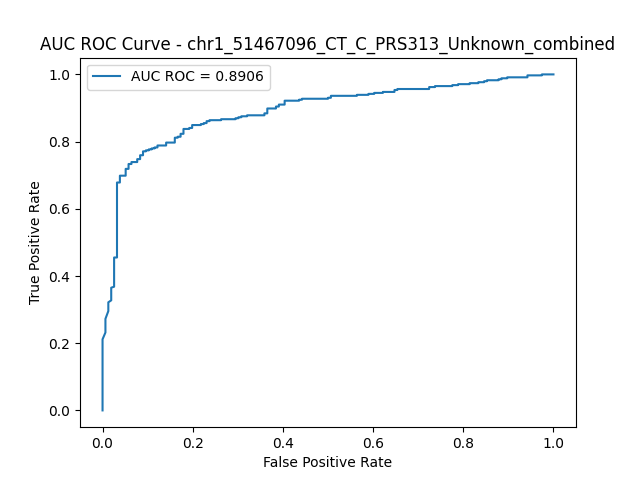 AUC ROC Curve - chr1_51467096_CT_C_PRS313_Unknown_combined
AUC ROC = 0.8906
True Positive Rate
1.0
0.8
0.6
0.4
0.2
0.0
0.0 0.2 0.4 0.6 0.8 1.0
False Positive Rate